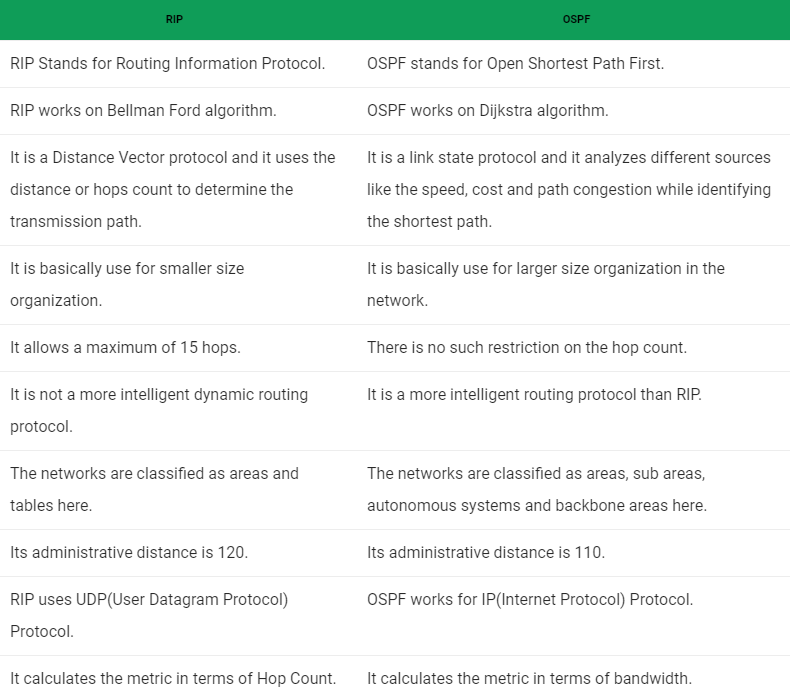 RIP
OSPF
RIP Stands for Routing Information Protocol.
OSPF stands for Open Shortest Path First.
RIP works on Bellman Ford algorithm.
OSPF works on Dijkstra algorithm.
It is a Distance Vector protocol and it uses the
distance or hops count to determine the
transmission path.
It is a link state protocol and it analyzes different sources
like the speed, cost and path congestion while identifying
the shortest path.
It is basically use for smaller size
organization.
It is basically use for larger size organization in the
network.
It allows a maximum of 15 hops.
There is no such restriction on the hop count.
It is not a more intelligent dynamic routing
protocol.
It is a more intelligent routing protocol than RIP.
The networks are classified as areas and
tables here.
The networks are classified as areas, sub areas,
autonomous systems and backbone areas here.
Its administrative distance is 120.
Its administrative distance is 110.
RIP uses UDP(User Datagram Protocol)
Protocol.
OSPF works for IP(Internet Protocol) Protocol.
It calculates the metric in terms of Hop Count.
It calculates the metric in terms of bandwidth.